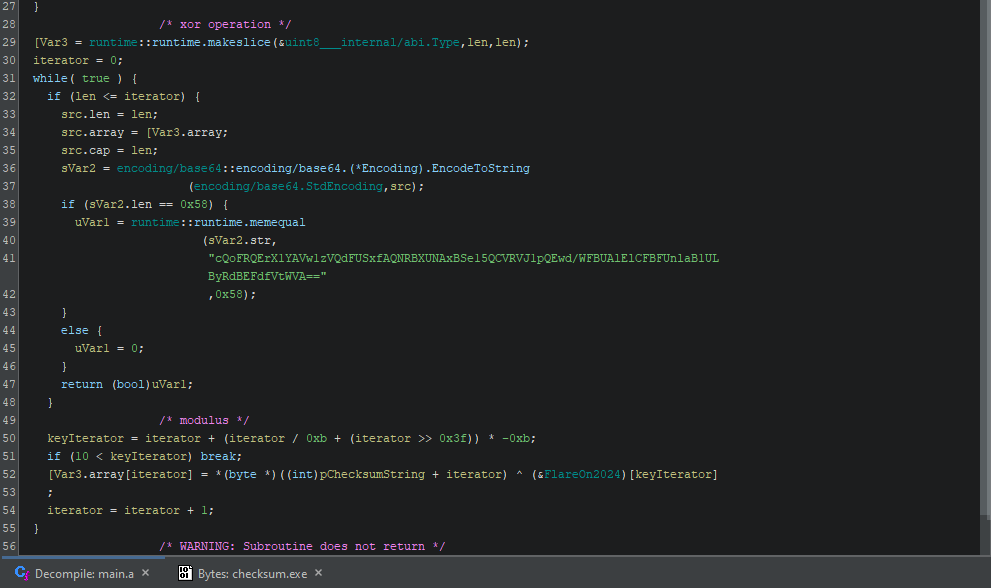 27 }
28 /* xor operation */
29 [Var3 = runtime::runtime.makeslice(&uint8___internal/abi.Type,len,len);
30 iterator = 0;
31 while( true ) {
32 if (len <= iterator) {
33 src.len = len;
34 src.array = [Var3.array;
35 src.cap = len;
36 sVar2 = encoding/base64::encoding/base64.(*Encoding).EncodeToString
37 (encoding/base64.StdEncoding,src);
38 if (sVar2.len == 0x58) {
39 uVar1 = runtime::runtime.memequal
40 (sVar2.str,
41 "cQoFRQErX1YAVw1zVQdFUSxfAQNRBXUNAxBSe15QCVRVJ1pQEwd/WFBUAlElCFBFUnlaB1UL
ByRdBEFdfVtWVA=="
42 ,0x58);
43 }
44 else {
45 uVar1 = 0;
46 }
47 return (bool)uVar1;
48 }
49 /* modulus */
50 keyIterator = iterator + (iterator / 0xb + (iterator >> 0x3f)) * -0xb;
51 if (10 < keyIterator) break;
52 [Var3.array[iterator] = *(byte *)((int)pChecksumString + iterator) ^ (&FlareOn2024)[keyIterator]
53 ;
54 iterator = iterator + 1;
55 }
56 /* WARNING: Subroutine does not return */
Decompile: main.a ×
Bytes: checksum.exe ×